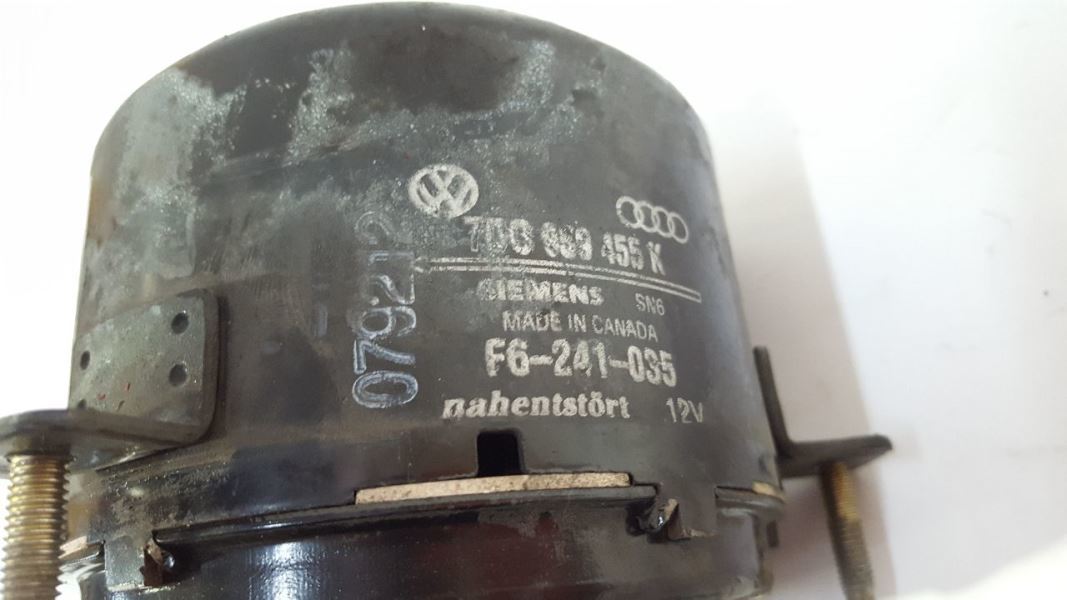 7D0 959 455 K
SIEMENS SN6
MADE IN CANADA
F6-241-035
nahentstört 12V
079212